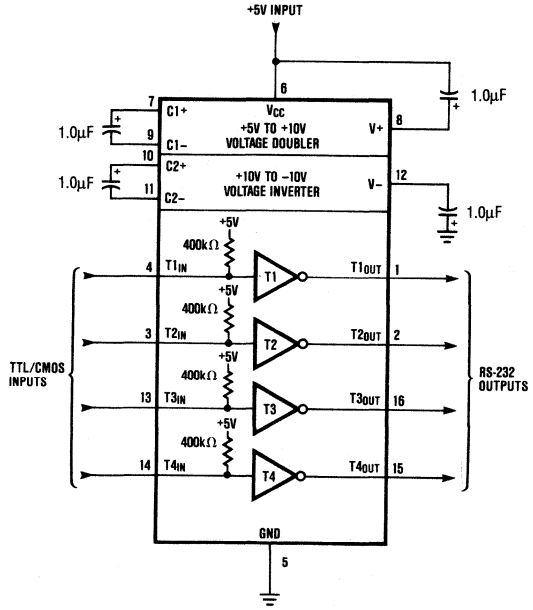 +5V INPUT
6
1.0µF
7
C1+
VCC
+5V TO +10V
VOLTAGE DOUBLER
V+
8
1.0µF
9
C1–
10
C2+
+10V TO –10V
VOLTAGE INVERTER
V–
12
1.0µF
11
C2–
1.0µF
+5V
400kΩ
4
T1IN
T1
T1OUT
1
+5V
400kΩ
3
T2IN
T2
T2OUT
2
TTL/CMOS
INPUTS
RS-232
OUTPUTS
+5V
400kΩ
13
T3IN
T3
T3OUT
16
+5V
400kΩ
14
T4IN
T4
T4OUT
15
GND
5